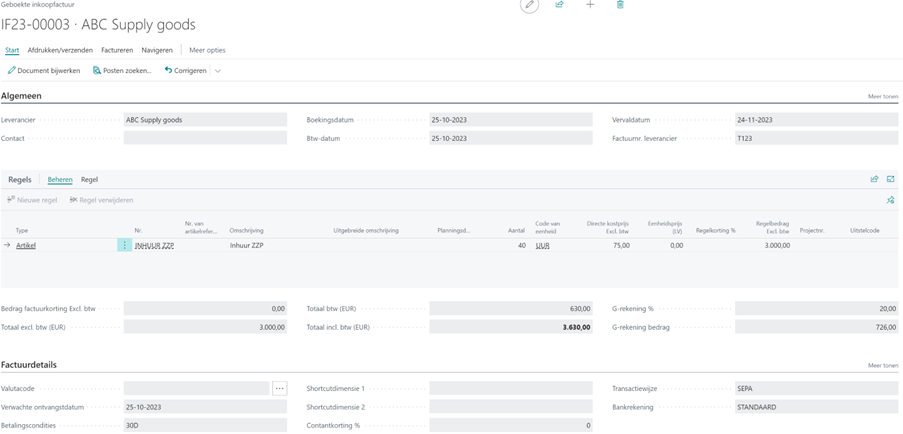 Geboekte inkoopfactuur
IF23-00003 · ABC Supply goods
Start Afdrukken/verzenden Factureren Navigeren Meer opties
Document bijwerken Posten zoeken... Corrigeren
Algemeen Meer tonen
Leverancier ABC Supply goods Boekingsdatum 25-10-2023 Vervaldatum 24-11-2023
Contact Btw-datum 25-10-2023 Factuurnr. leverancier T123
Regels Beheren Regel
Nieuwe regel Regel verwijderen
Type Nr. Nr. van artikelrefer... Omschrijving Uitgebreide omschrijving Planningsd... Aantal Code van eenheid Directe kostprijs Excl. btw Eenheidsprijs (LV) Regelkorting % Regelbedrag Excl. btw Projectnr. Uitstelcode
Artikel INHUUR ZZP Inhuur ZZP 40 UUR 75,00 0,00 3.000,00
Bedrag factuurkorting Excl. btw 0,00 Totaal btw (EUR) 630,00 G-rekening % 20,00
Totaal excl. btw (EUR) 3.000,00 Totaal incl. btw (EUR) 3.630,00 G-rekening bedrag 726,00
Factuurdetails Meer tonen
Valutacode ... Shortcutdimensie 1 Transactiewijze SEPA
Verwachte ontvangstdatum 25-10-2023 Shortcutdimensie 2 Bankrekening STANDAARD
Betalingscondities 30D Contantkorting % 0